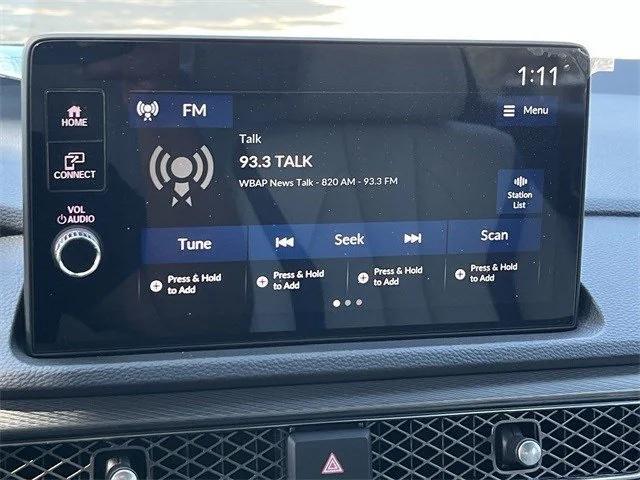 1:11
HOME
CONNECT
VOL
AUDIO
FM
Menu
Talk
93.3 TALK
WBAP News Talk - 820 AM - 93.3 FM
Station
List
Tune
Seek
Scan
Press & Hold
to Add
Press & Hold
to Add
Press & Hold
to Add
Press & Hold
to Add